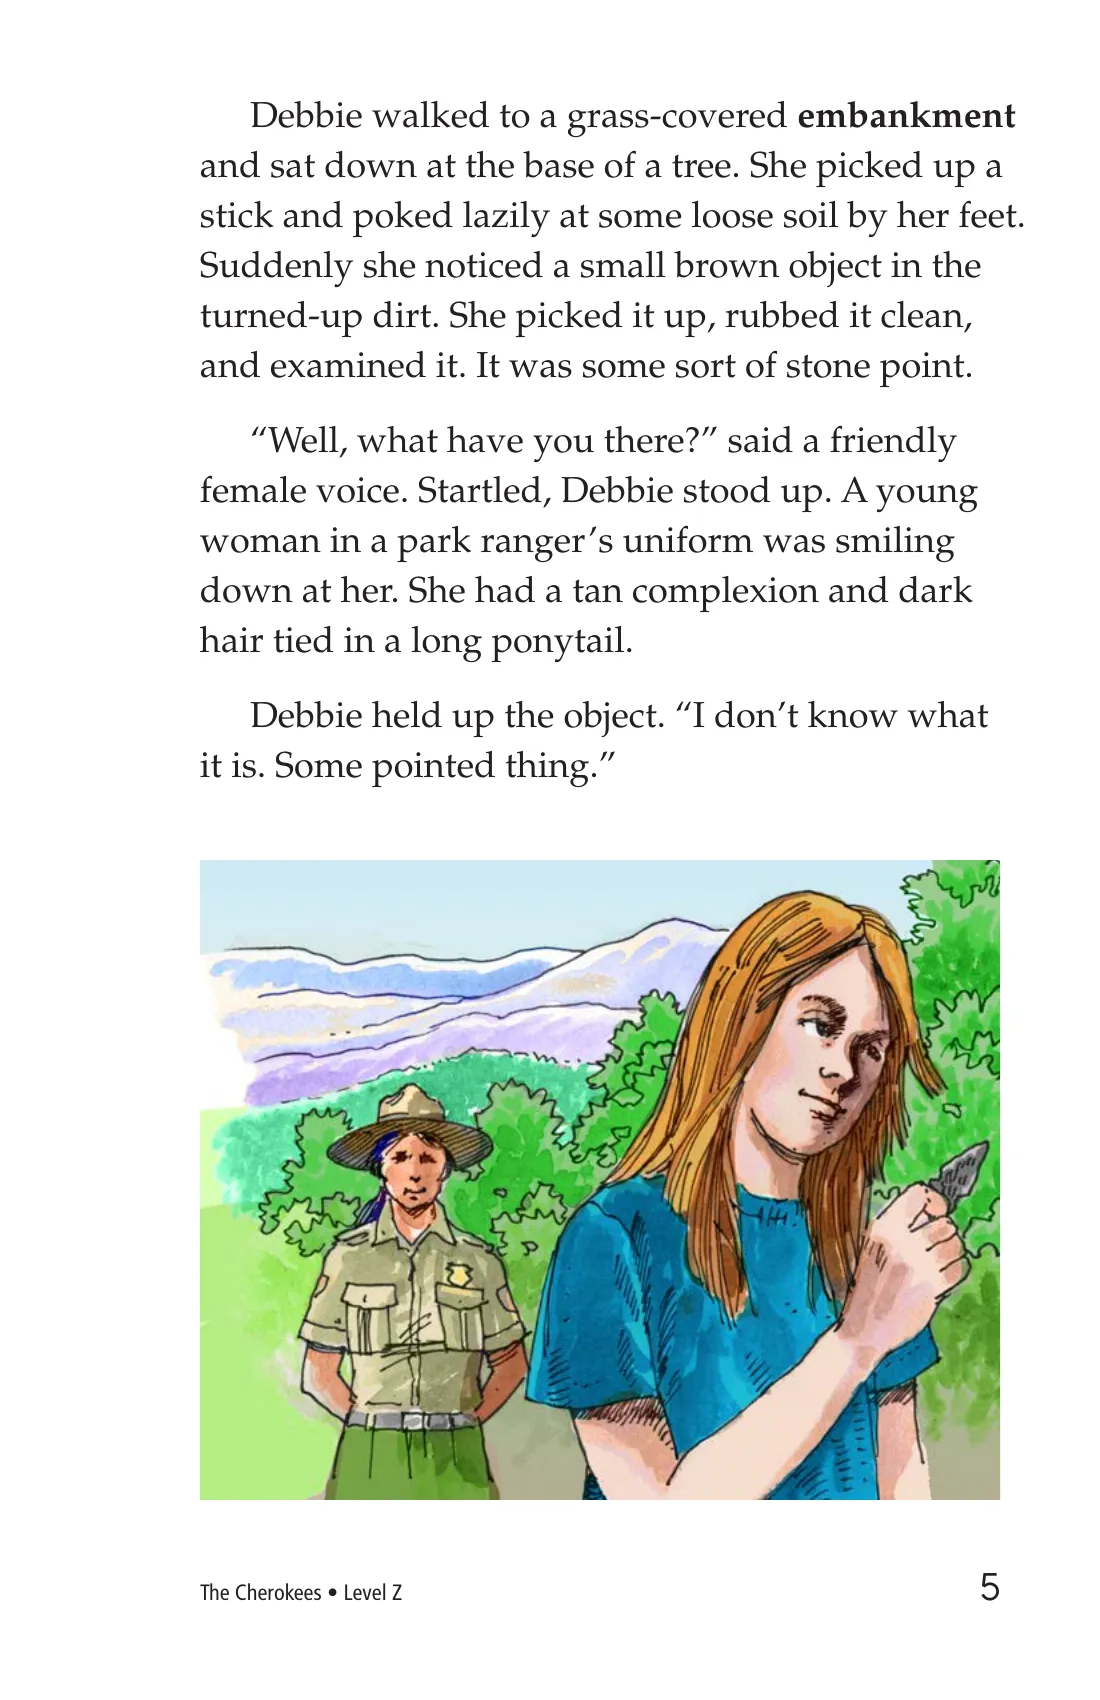 Debbie walked to a grass-covered embankment
and sat down at the base of a tree. She picked up a
stick and poked lazily at some loose soil by her feet.
Suddenly she noticed a small brown object in the
turned-up dirt. She picked it up, rubbed it clean,
and examined it. It was some sort of stone point.
“Well, what have you there?” said a friendly
female voice. Startled, Debbie stood up. A young
woman in a park ranger’s uniform was smiling
down at her. She had a tan complexion and dark
hair tied in a long ponytail.
Debbie held up the object. “I don’t know what
it is. Some pointed thing.”
The Cherokees • Level Z
5